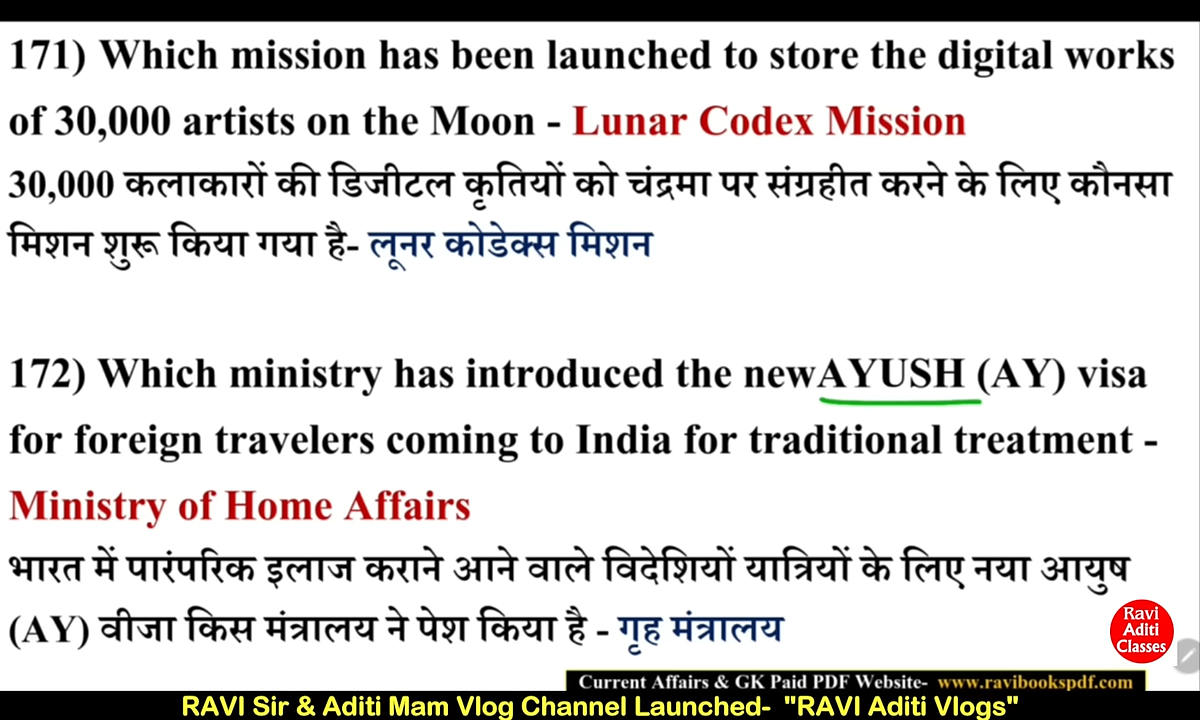 171) Which mission has been launched to store the digital works
of 30,000 artists on the Moon - Lunar Codex Mission
30,000 कलाकारों की डिजीटल कृतियों को चंद्रमा पर संग्रहीत करने के लिए कौनसा
मिशन शुरू किया गया है- लूनर कोडेक्स मिशन
172) Which ministry has introduced the newAYUSH (AY) visa
for foreign travelers coming to India for traditional treatment -
Ministry of Home Affairs
भारत में पारंपरिक इलाज कराने आने वाले विदेशियों यात्रियों के लिए नया आयुष
(AY) वीजा किस मंत्रालय ने पेश किया है - गृह मंत्रालय
Ravi
Aditi
Classes
Current Affairs & GK Paid PDF Website- www.ravibookspdf.com
RAVI Sir & Aditi Mam Vlog Channel Launched- "RAVI Aditi Vlogs"